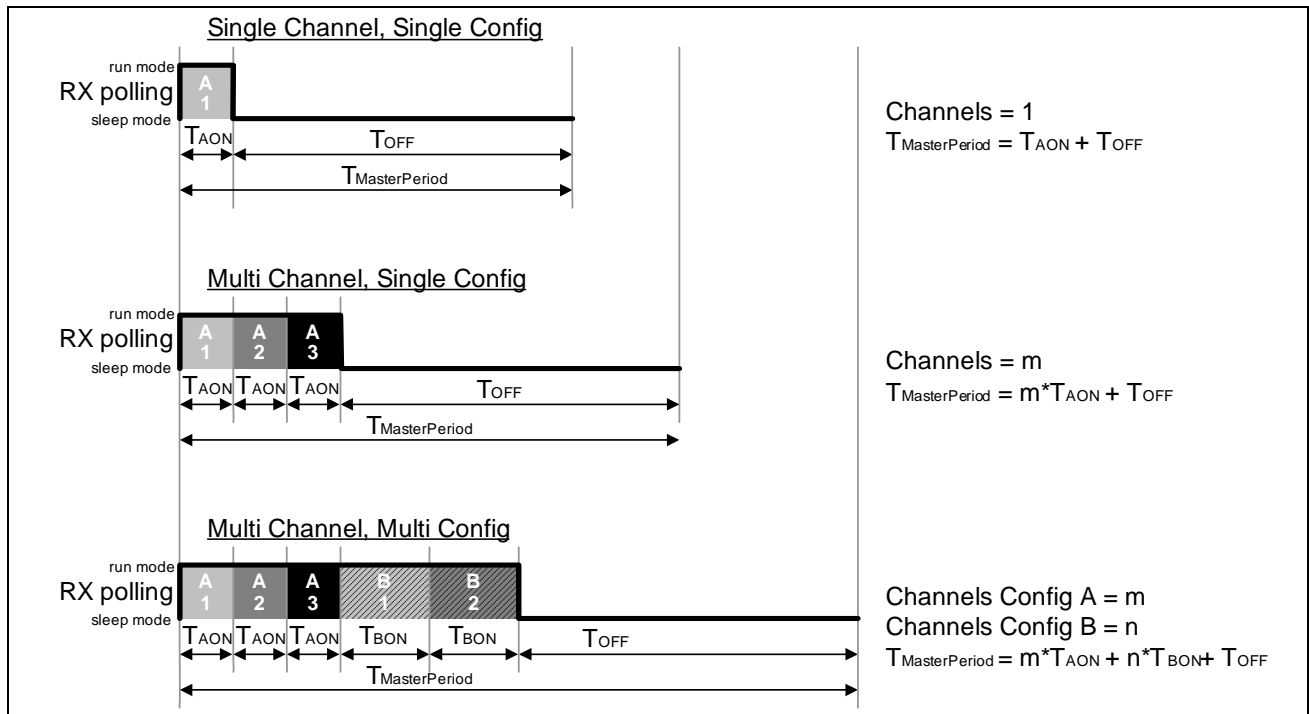 Single Channel, Single Config
run mode
RX polling
sleep mode
A
1
TAON
TOFF
TMasterPeriod
Channels = 1
TMasterPeriod = TAON + TOFF
Multi Channel, Single Config
run mode
RX polling
sleep mode
A A A
1 2 3
TAON TAON TAON TOFF
TMasterPeriod
Channels = m
TMasterPeriod = m*TAON + TOFF
Multi Channel, Multi Config
run mode
RX polling
sleep mode
A A A B B
1 2 3 1 2
TAON TAON TAON TBON TBON TOFF
TMasterPeriod
Channels Config A = m
Channels Config B = n
TMasterPeriod = m*TAON + n*TBON+ TOFF